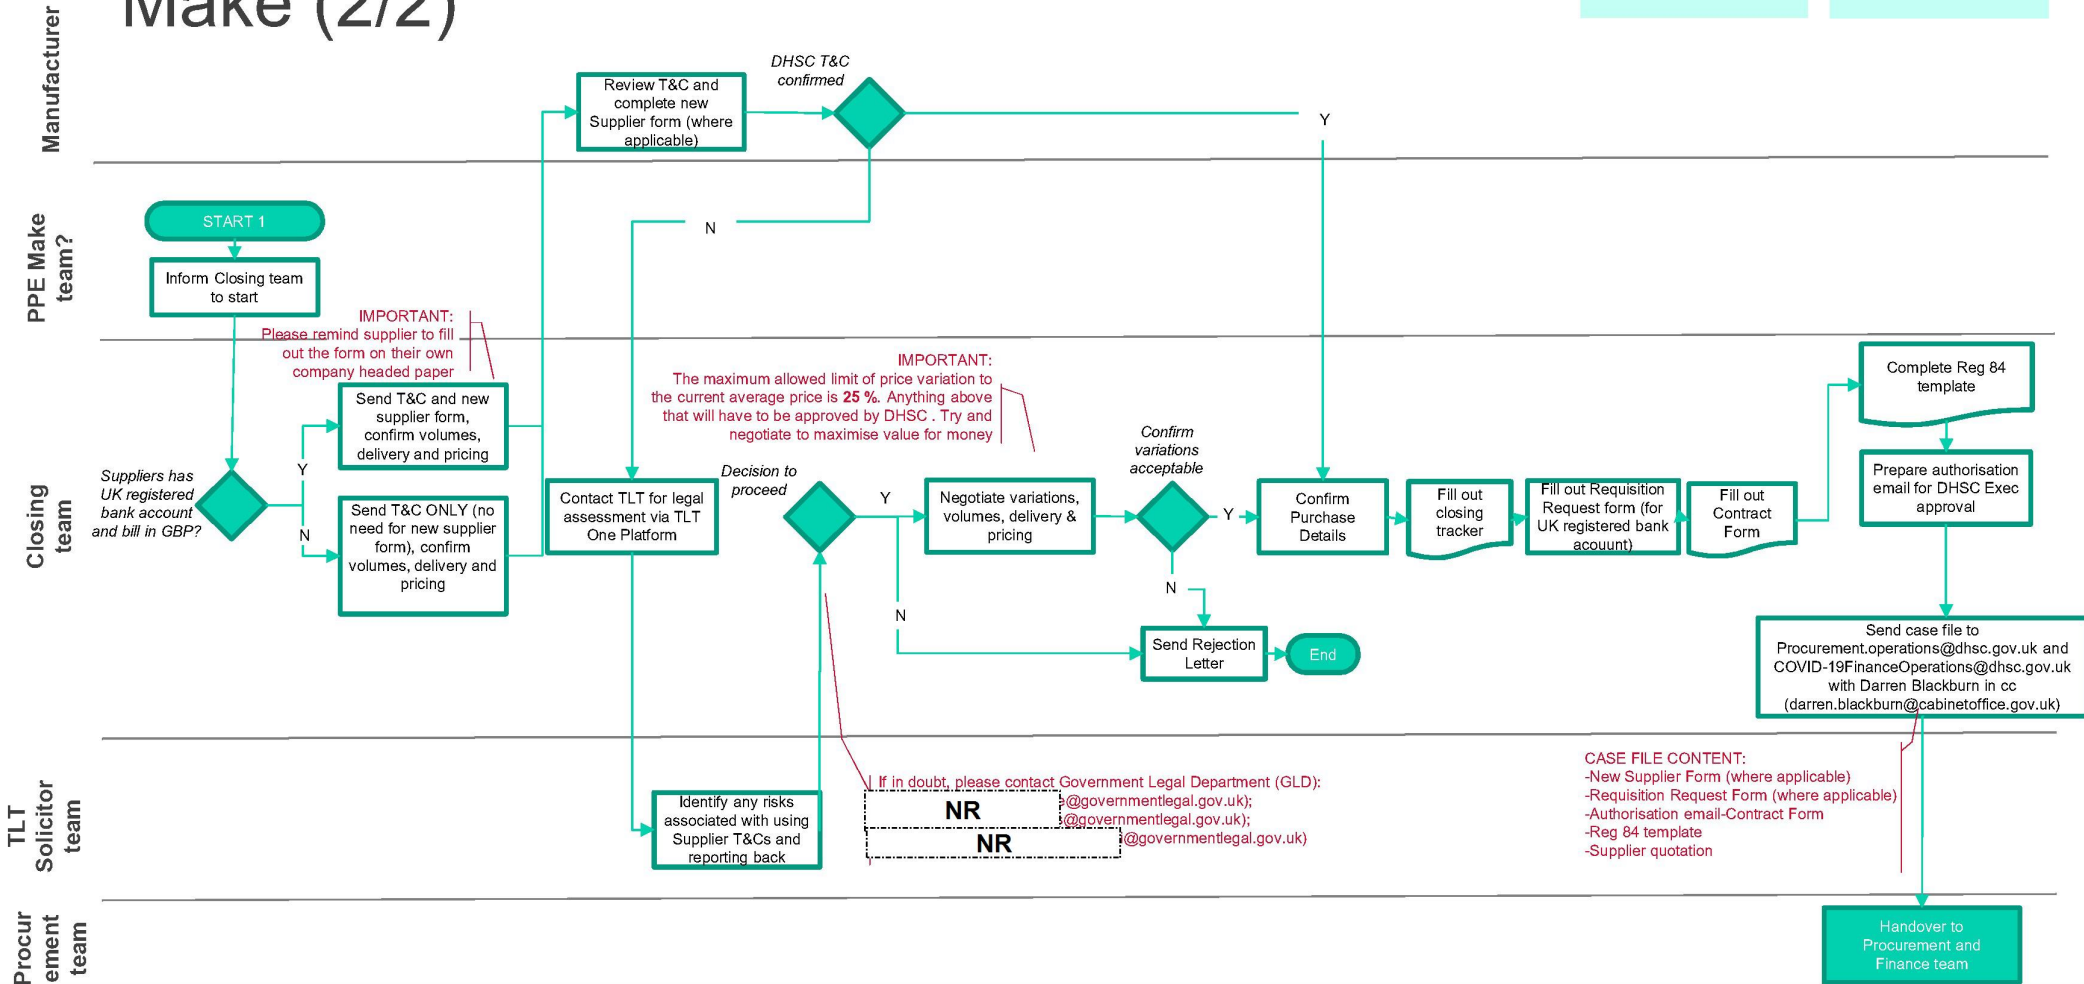 Make (2/2)
Manufacturer
DHSC T&C
confirmed
Review T&C and
complete new
Supplier form (where
applicable)
Y
PPE Make
team?
START 1
Inform Closing team
to start
N
IMPORTANT:
Please remind supplier to fill
out the form on their own
company headed paper
Closing
team
Suppliers has
UK registered
bank account
and bill in GBP?
Y
N
Send T&C and new
supplier form,
confirm volumes,
delivery and pricing
Send T&C ONLY (no
need for new supplier
form), confirm
volumes, delivery and
pricing
Contact TLT for legal
assessment via TLT
One Platform
IMPORTANT:
The maximum allowed limit of price variation to
the current average price is 25 %. Anything above
that will have to be approved by DHSC . Try and
negotiate to maximise value for money
Decision to
proceed
Y
N
Negotiate variations,
volumes, delivery &
pricing
Confirm
variations
acceptable
Y
N
Send Rejection
Letter
End
Confirm
Purchase
Details
Fill out
closing
tracker
Fill out Requisition
Request form (for
UK registered bank
acount)
Fill out
Contract
Form
Complete Reg 84
template
Prepare authorisation
email for DHSC Exec
approval
Send case file to
Procurement.operations@dhsc.gov.uk and
COVID-19FinanceOperations@dhsc.gov.uk
with Darren Blackburn in cc
(darren.blackburn@cabinetoffice.gov.uk)
TLT
Solicitor
team
Identify any risks
associated with using
Supplier T&Cs and
reporting back
If in doubt, please contact Government Legal Department (GLD):
NR
@governmentlegal.gov.uk);
@governmentlegal.gov.uk);
NR
@governmentlegal.gov.uk)
CASE FILE CONTENT:
-New Supplier Form (where applicable)
-Requisition Request Form (where applicable)
-Authorisation email-Contract Form
-Reg 84 template
-Supplier quotation
Procur
ement
team
Handover to
Procurement and
Finance team